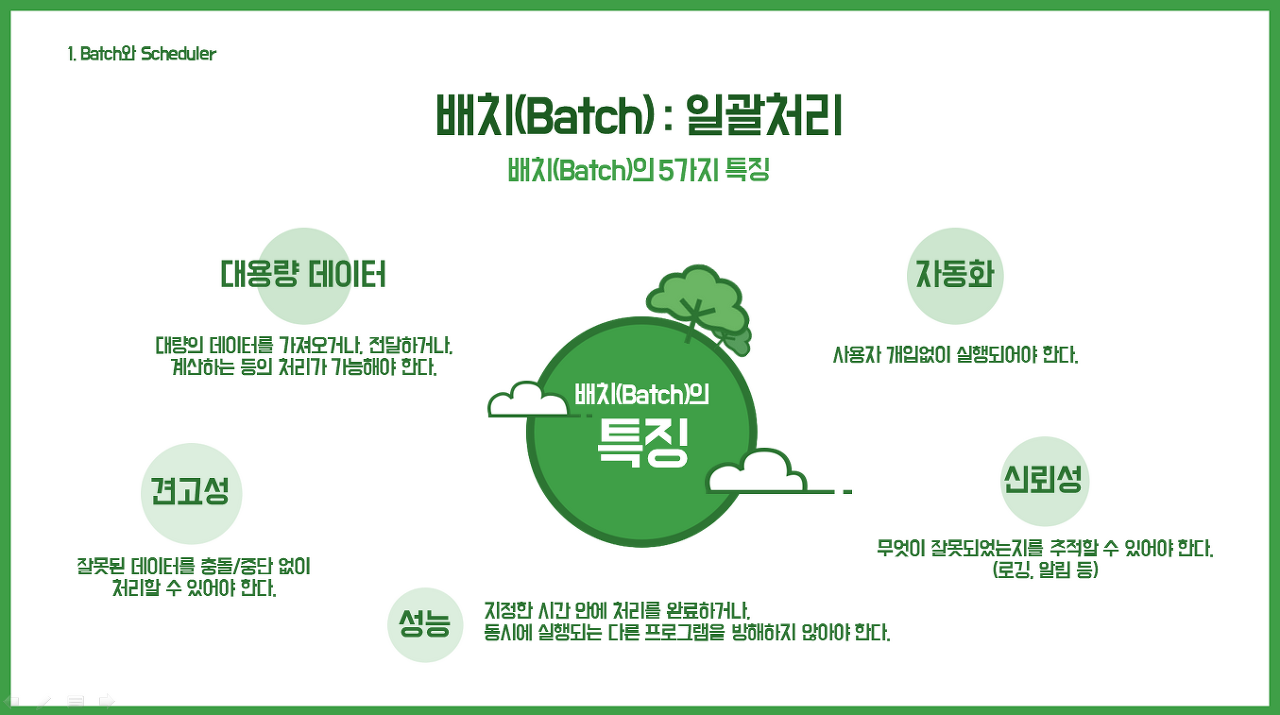 1. Batch와 Scheduler
배치(Batch) : 일괄처리
배치(Batch)의 5가지 특징
대용량 데이터
대량의 데이터를 가져오거나, 전달하거나,
계산하는 등의 처리가 가능해야 한다.
자동화
사용자 개입없이 실행되어야 한다.
배치(Batch)의
특징
견고성
잘못된 데이터를 충돌/중단 없이
처리할 수 있어야 한다.
신뢰성
무엇이 잘못되었는지를 추적할 수 있어야 한다.
(로깅, 알림 등)
성능
지정한 시간 안에 처리를 완료하거나,
동시에 실행되는 다른 프로그램을 방해하지 않아야 한다.